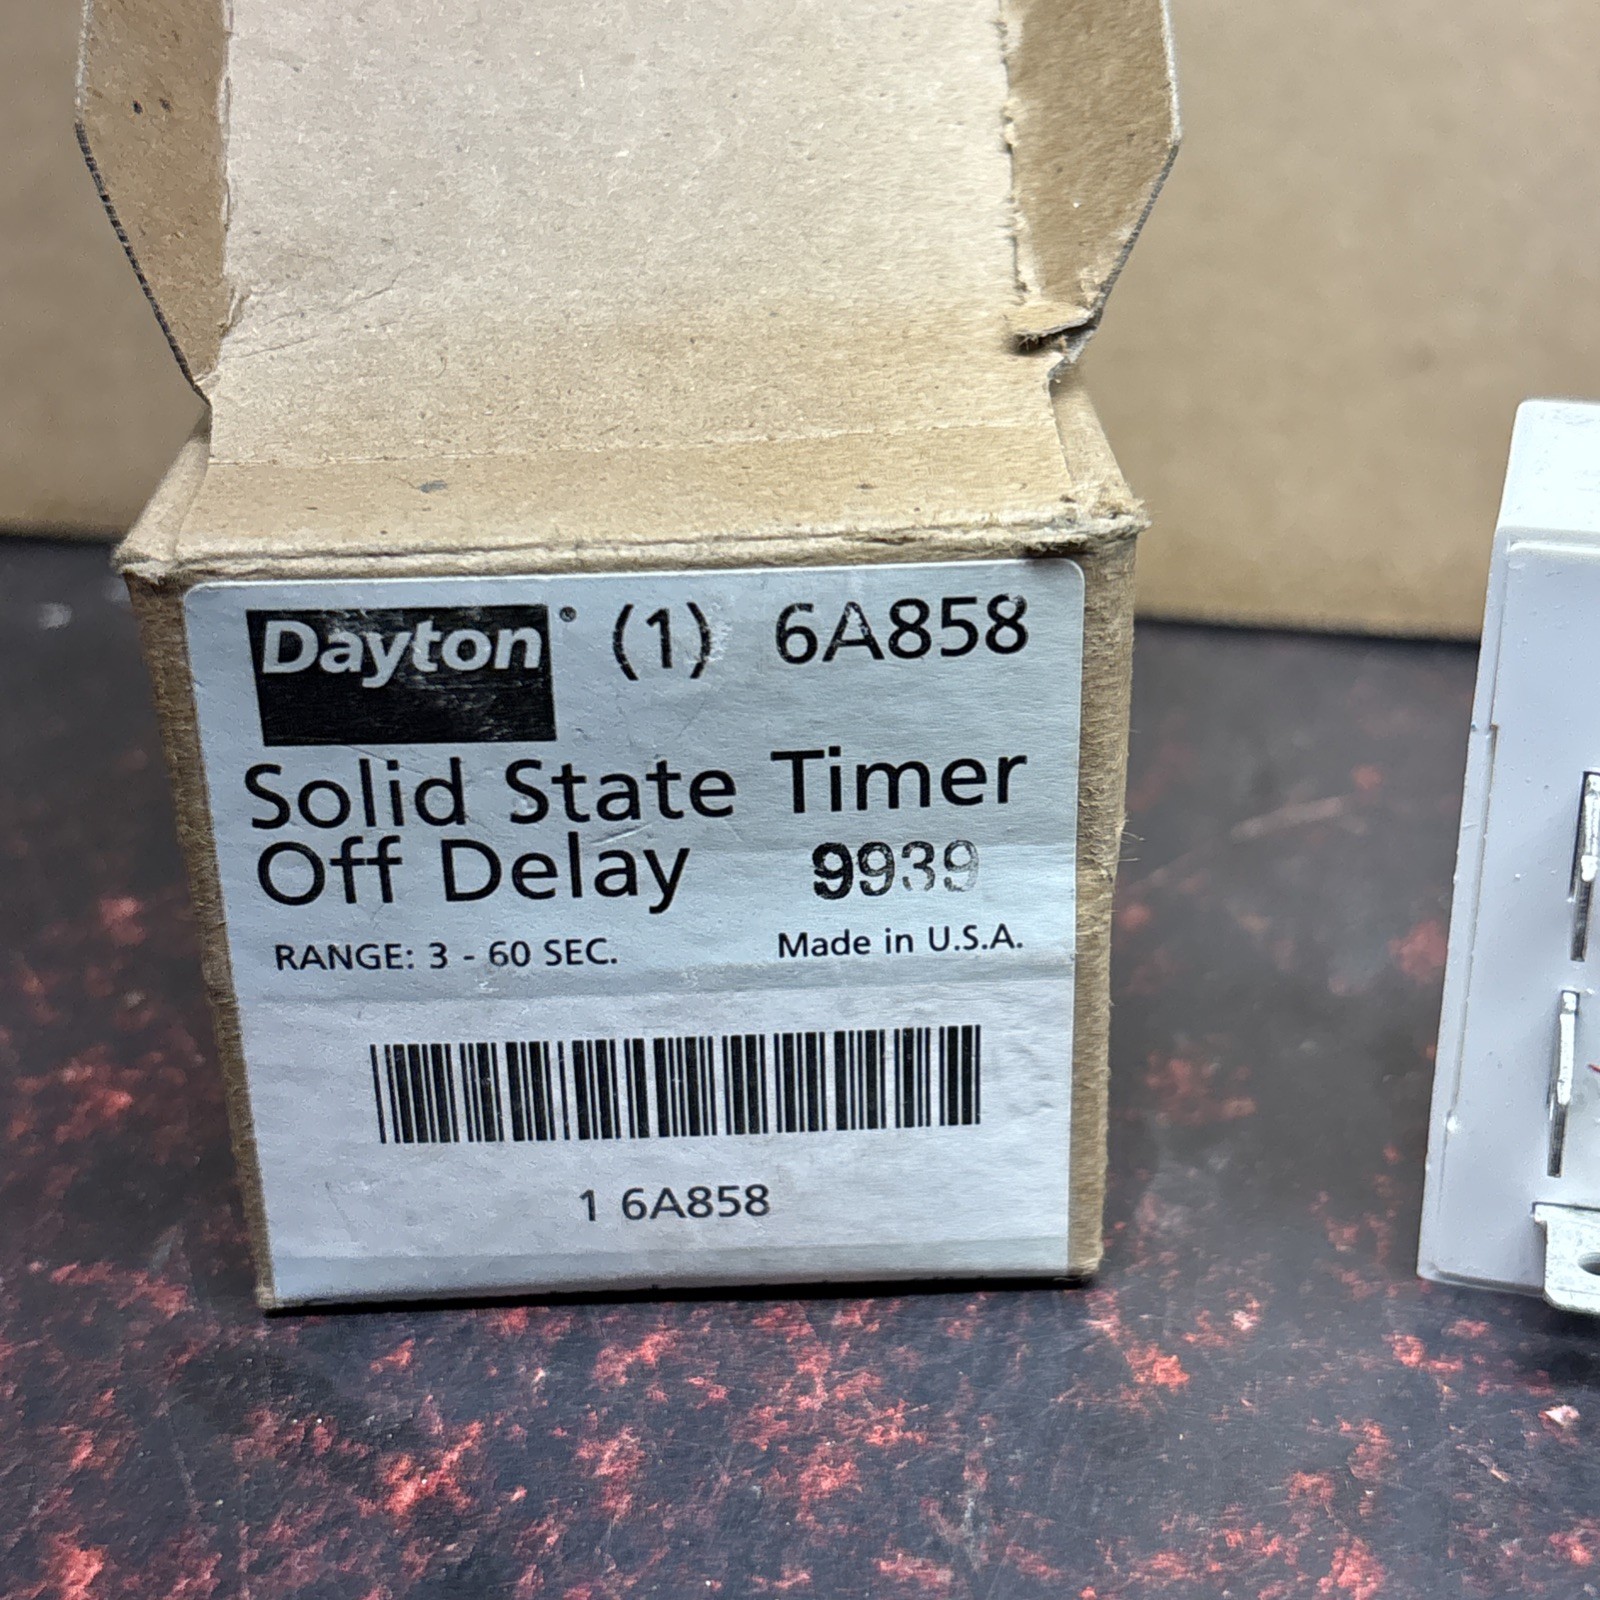 Dayton® (1) 6A858
Solid State Timer
Off Delay 9939
RANGE: 3 - 60 SEC. Made in U.S.A.
1 6A858